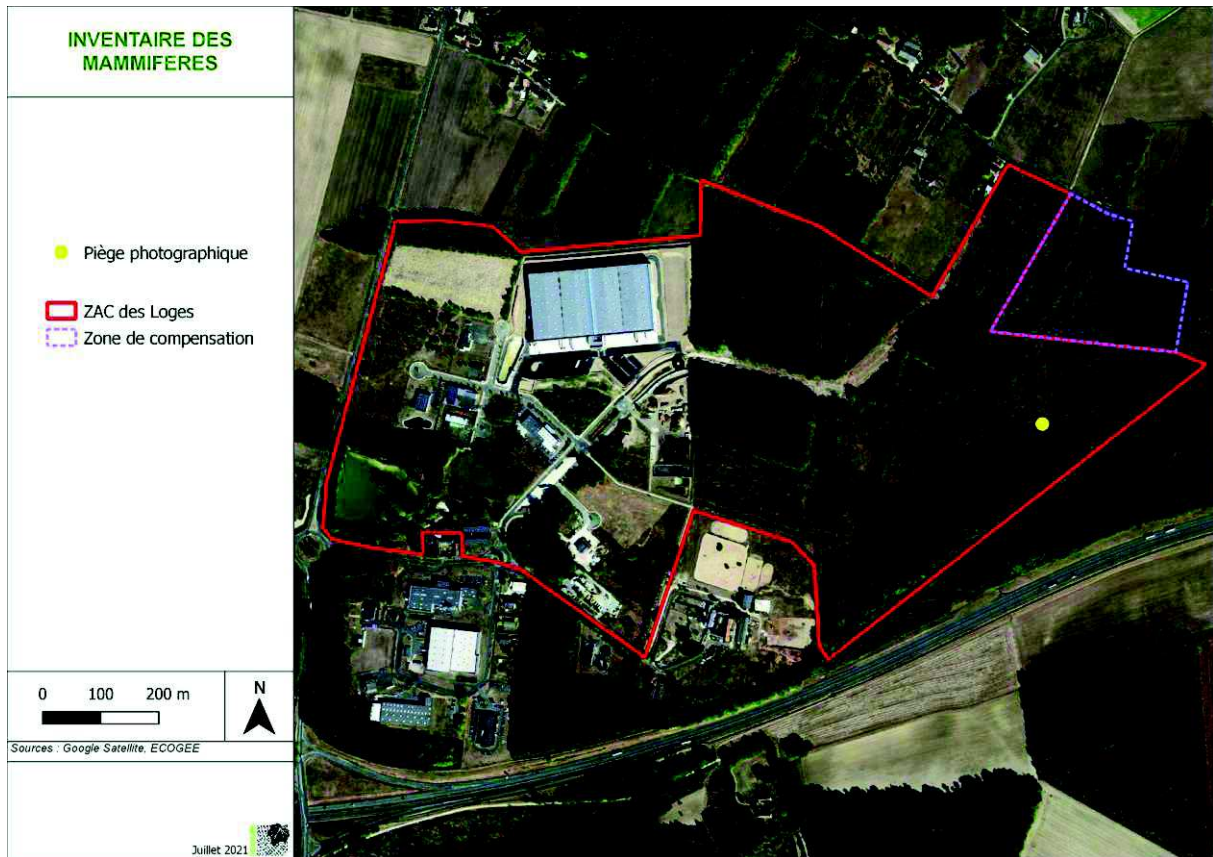 INVENTAIRE DES
MAMMIFERES
Piège photographique
ZAC des Loges
Zone de compensation
0 100 200 m
N
Sources : Google Satellite, ECOGEE
Juillet 2021